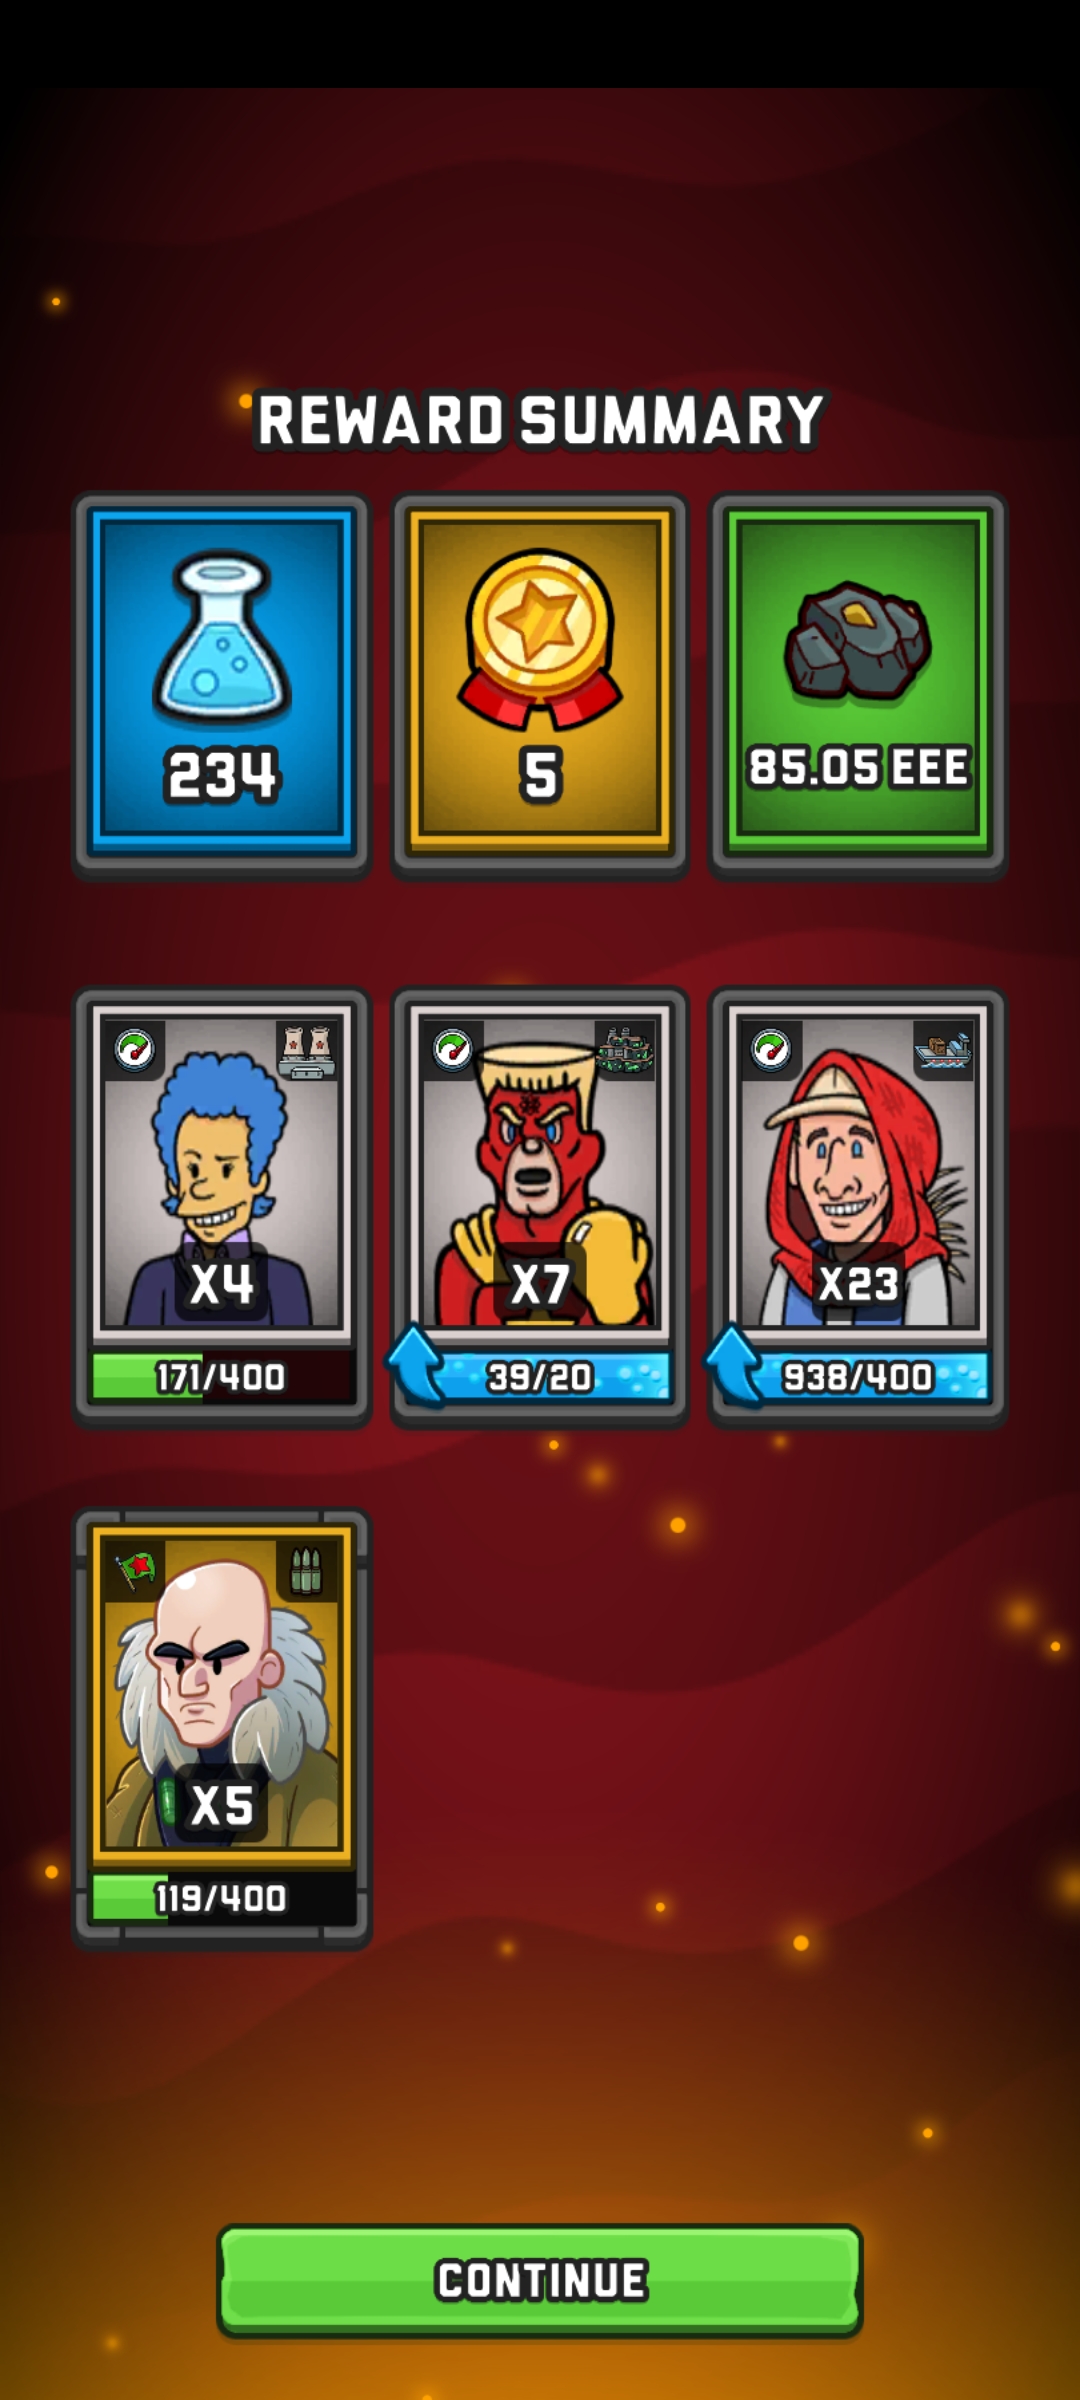 REWARD SUMMARY
234
5
85.05 EEE
X4
X7
X23
171/400
39/20
938/400
X5
119/400
CONTINUE